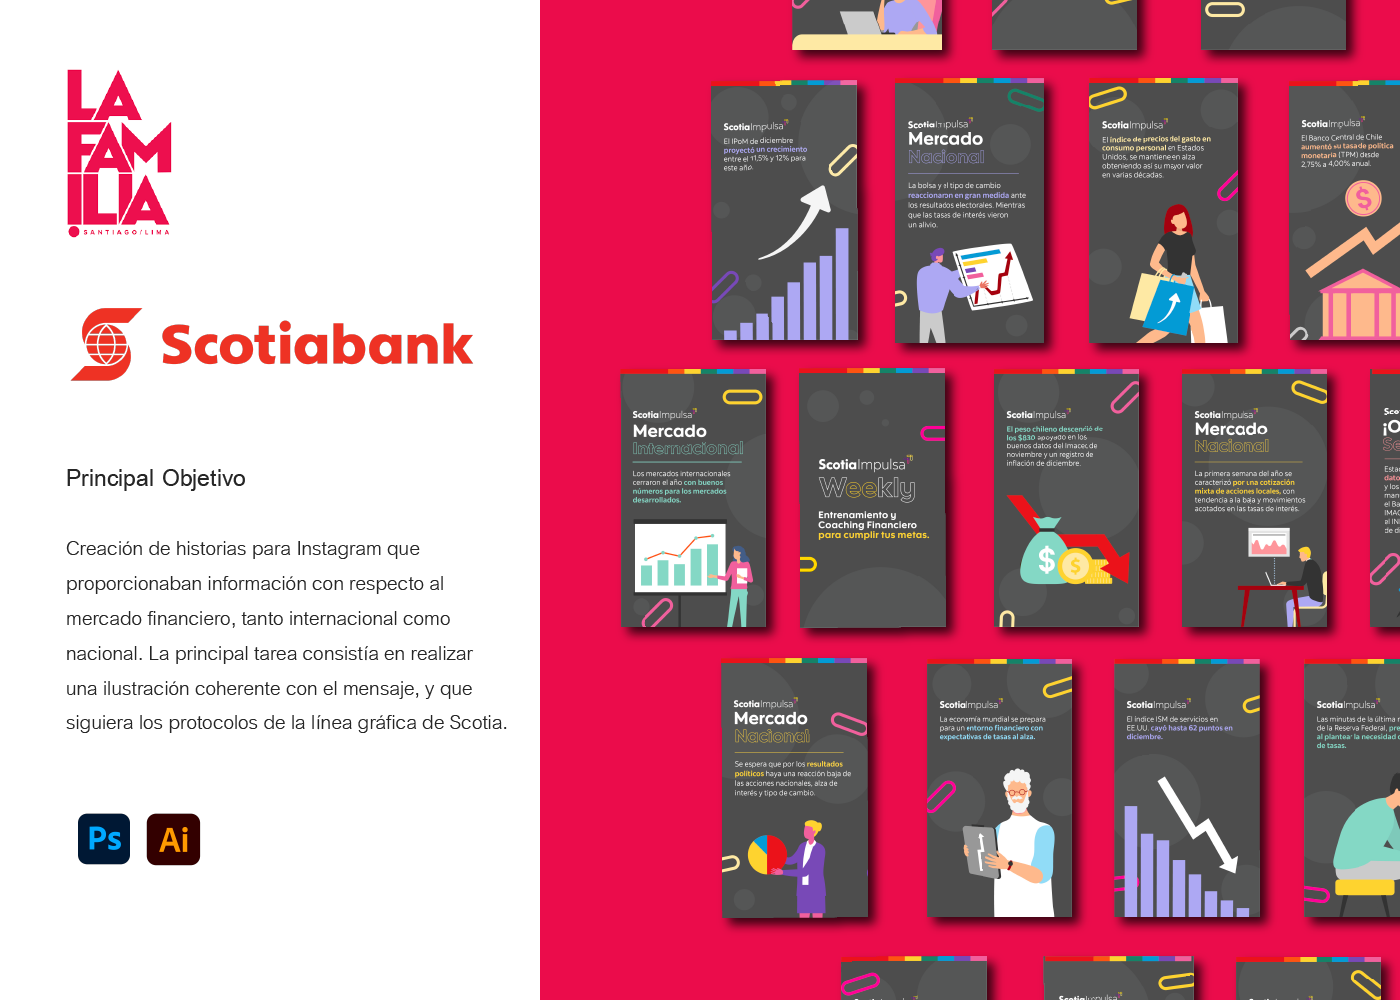 LA
FAM
ILIA
SANTIAGO/LIMA
Scotiabank
Principal Objetivo
Creación de historias para Instagram que
proporcionaban información con respecto al
mercado financiero, tanto internacional como
nacional. La principal tarea consistía en realizar
una ilustración coherente con el mensaje, y que
siguiera los protocolos de la línea gráfica de Scotia.
Ps
Ai
ScotiaImpulsa
El IPoM de diciembre
proyectó un crecimiento
entre el 11,5% y 12% para
este año.
ScotiaImpulsa
Mercado
Nacional
La bolsa y el tipo de cambio
reaccionaron en gran medida ante
los resultados electorales. Mientras
que las tasas de interés vieron
un alivio.
ScotiaImpulsa
El índice de precios del gasto en
consumo personal en Estados
Unidos, se mantiene en alza
obteniendo así su mayor valor
en varias décadas.
ScotiaImpulsa
El Banco Central de Chile
aumentó su tasa de política
monetaria (TPM) desde
2,75% a 4,00% anual.
$
ScotiaImpulsa
Mercado
Internacional
Los mercados internacionales
cerraron el año con buenos
números para los mercados
desarrollados.
ScotiaImpulsa
Weekly
Entrenamiento y
Coaching Financiero
para cumplir tus metas.
ScotiaImpulsa
El peso chileno descendió de
los $830 apoyado en los
buenos datos del Imacec de
noviembre y un registro de
inflación de diciembre.
$
$
ScotiaImpulsa
Mercado
Nacional
La primera semana del año se
caracterizó por una cotización
mixta de acciones locales, con
tendencia a la baja y movimientos
acotados en las tasas de interés.
Scot
¡O
Se
Esta
dato
y los
man
el Ba
IMAC
al IN
de di
ScotiaImpulsa
Mercado
Nacional
Se espera que por los resultados
políticos haya una reacción baja de
las acciones nacionales, alza de
interés y tipo de cambio.
ScotiaImpulsa
La economía mundial se prepara
para un entorno financiero con
expectativas de tasas al alza.
ScotiaImpulsa
El índice ISM de servicios en
EE.UU. cayó hasta 62 puntos en
diciembre.
ScotiaImpulsa
Las minutas de la última r
de la Reserva Federal, pre
al plantear la necesidad d
de tasas.
ScotiaImpulsa
ScotiaImpulsa
ScotiaImpulsa